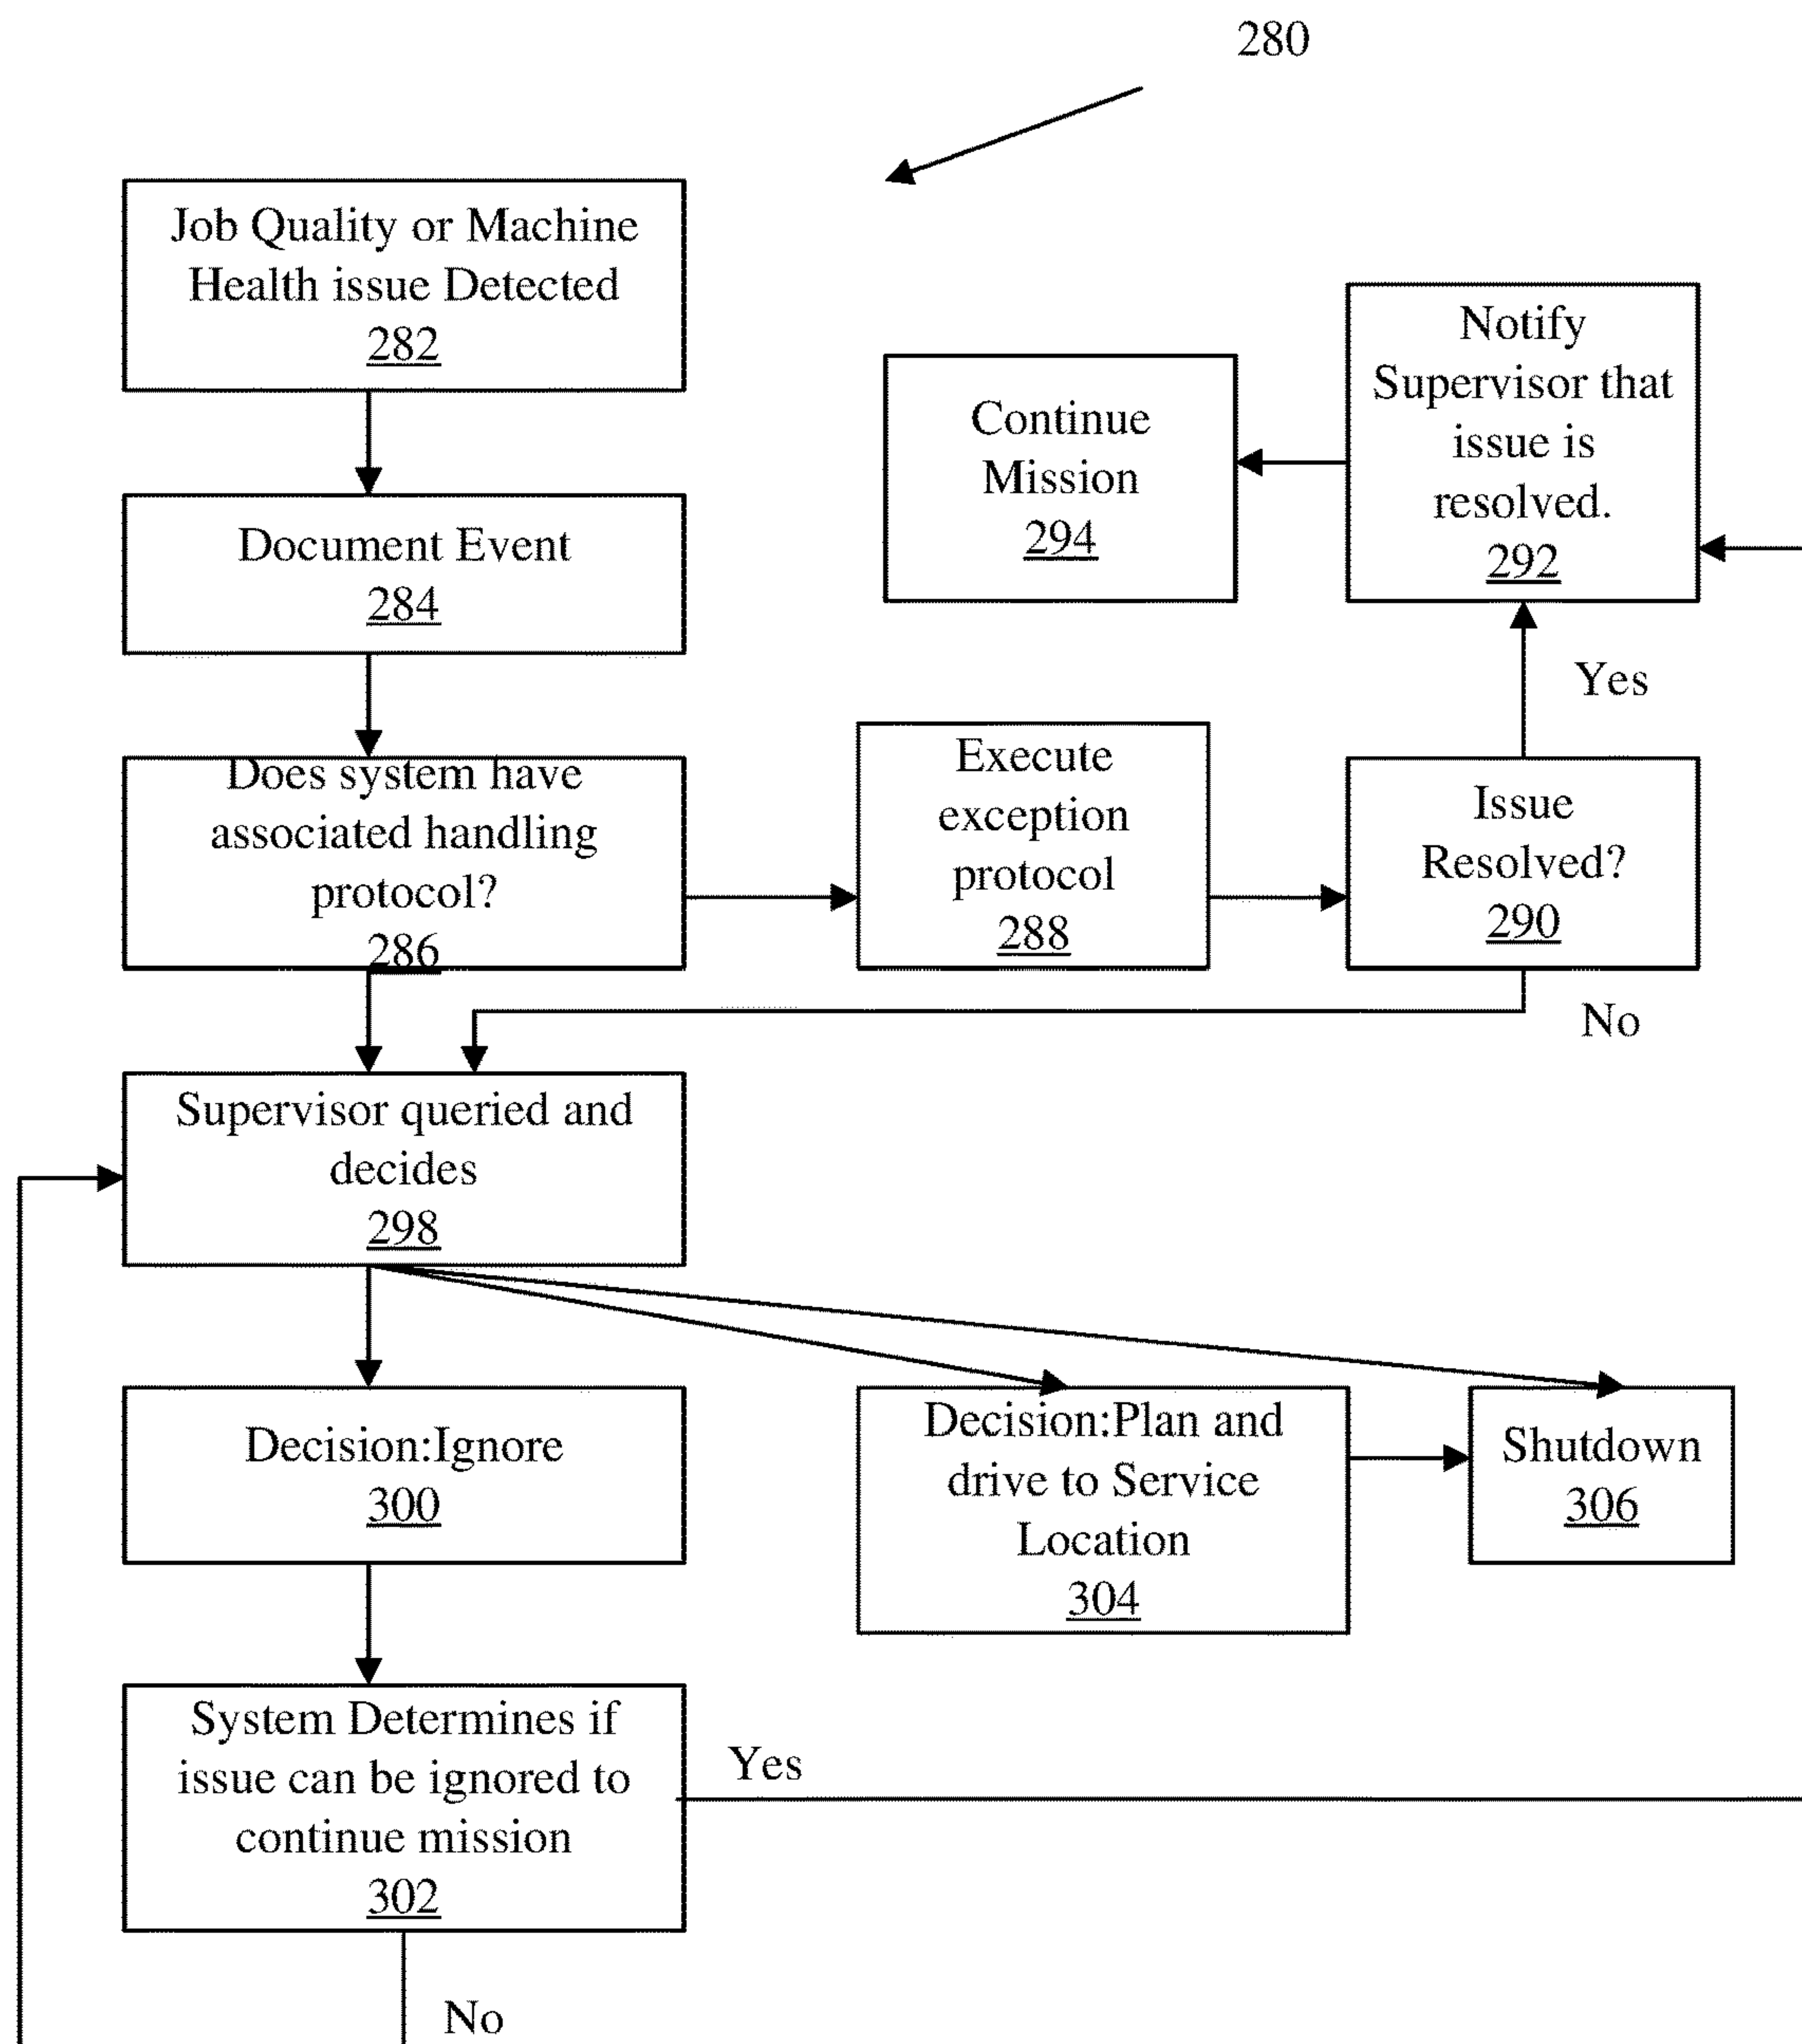 280
Job Quality or Machine
Health issue Detected
282
Document Event
284
Does system have
associated handling
protocol?
286
Execute
exception
protocol
288
Issue
Resolved?
290
Yes
No
Notify
Supervisor that
issue is
resolved.
292
Continue
Mission
294
Supervisor queried and
decides
298
Decision:Ignore
300
Decision:Plan and
drive to Service
Location
304
Shutdown
306
System Determines if
issue can be ignored to
continue mission
302
Yes
No